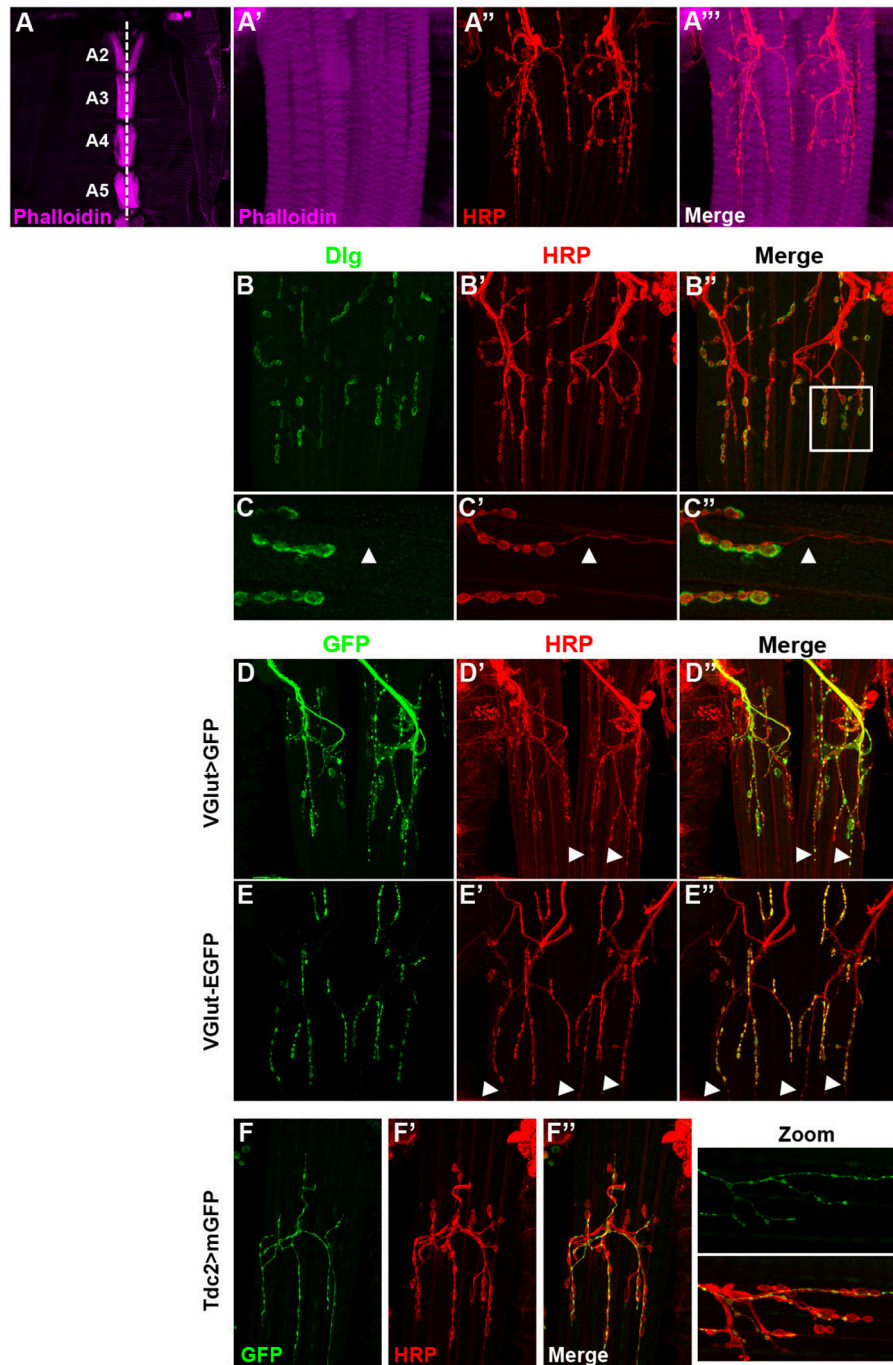 A
A'
A''
A'''
A2
A3
A4
A5
Phalloidin
Phalloidin
HRP
Merge
Dlg
HRP
Merge
B
B'
B''
C
C'
C''
GFP
HRP
Merge
VGlut>GFP
D
D'
D''
VGlut-EGFP
E
E'
E''
Tdc2>mGFP
F
F'
F''
Zoom
GFP
HRP
Merge